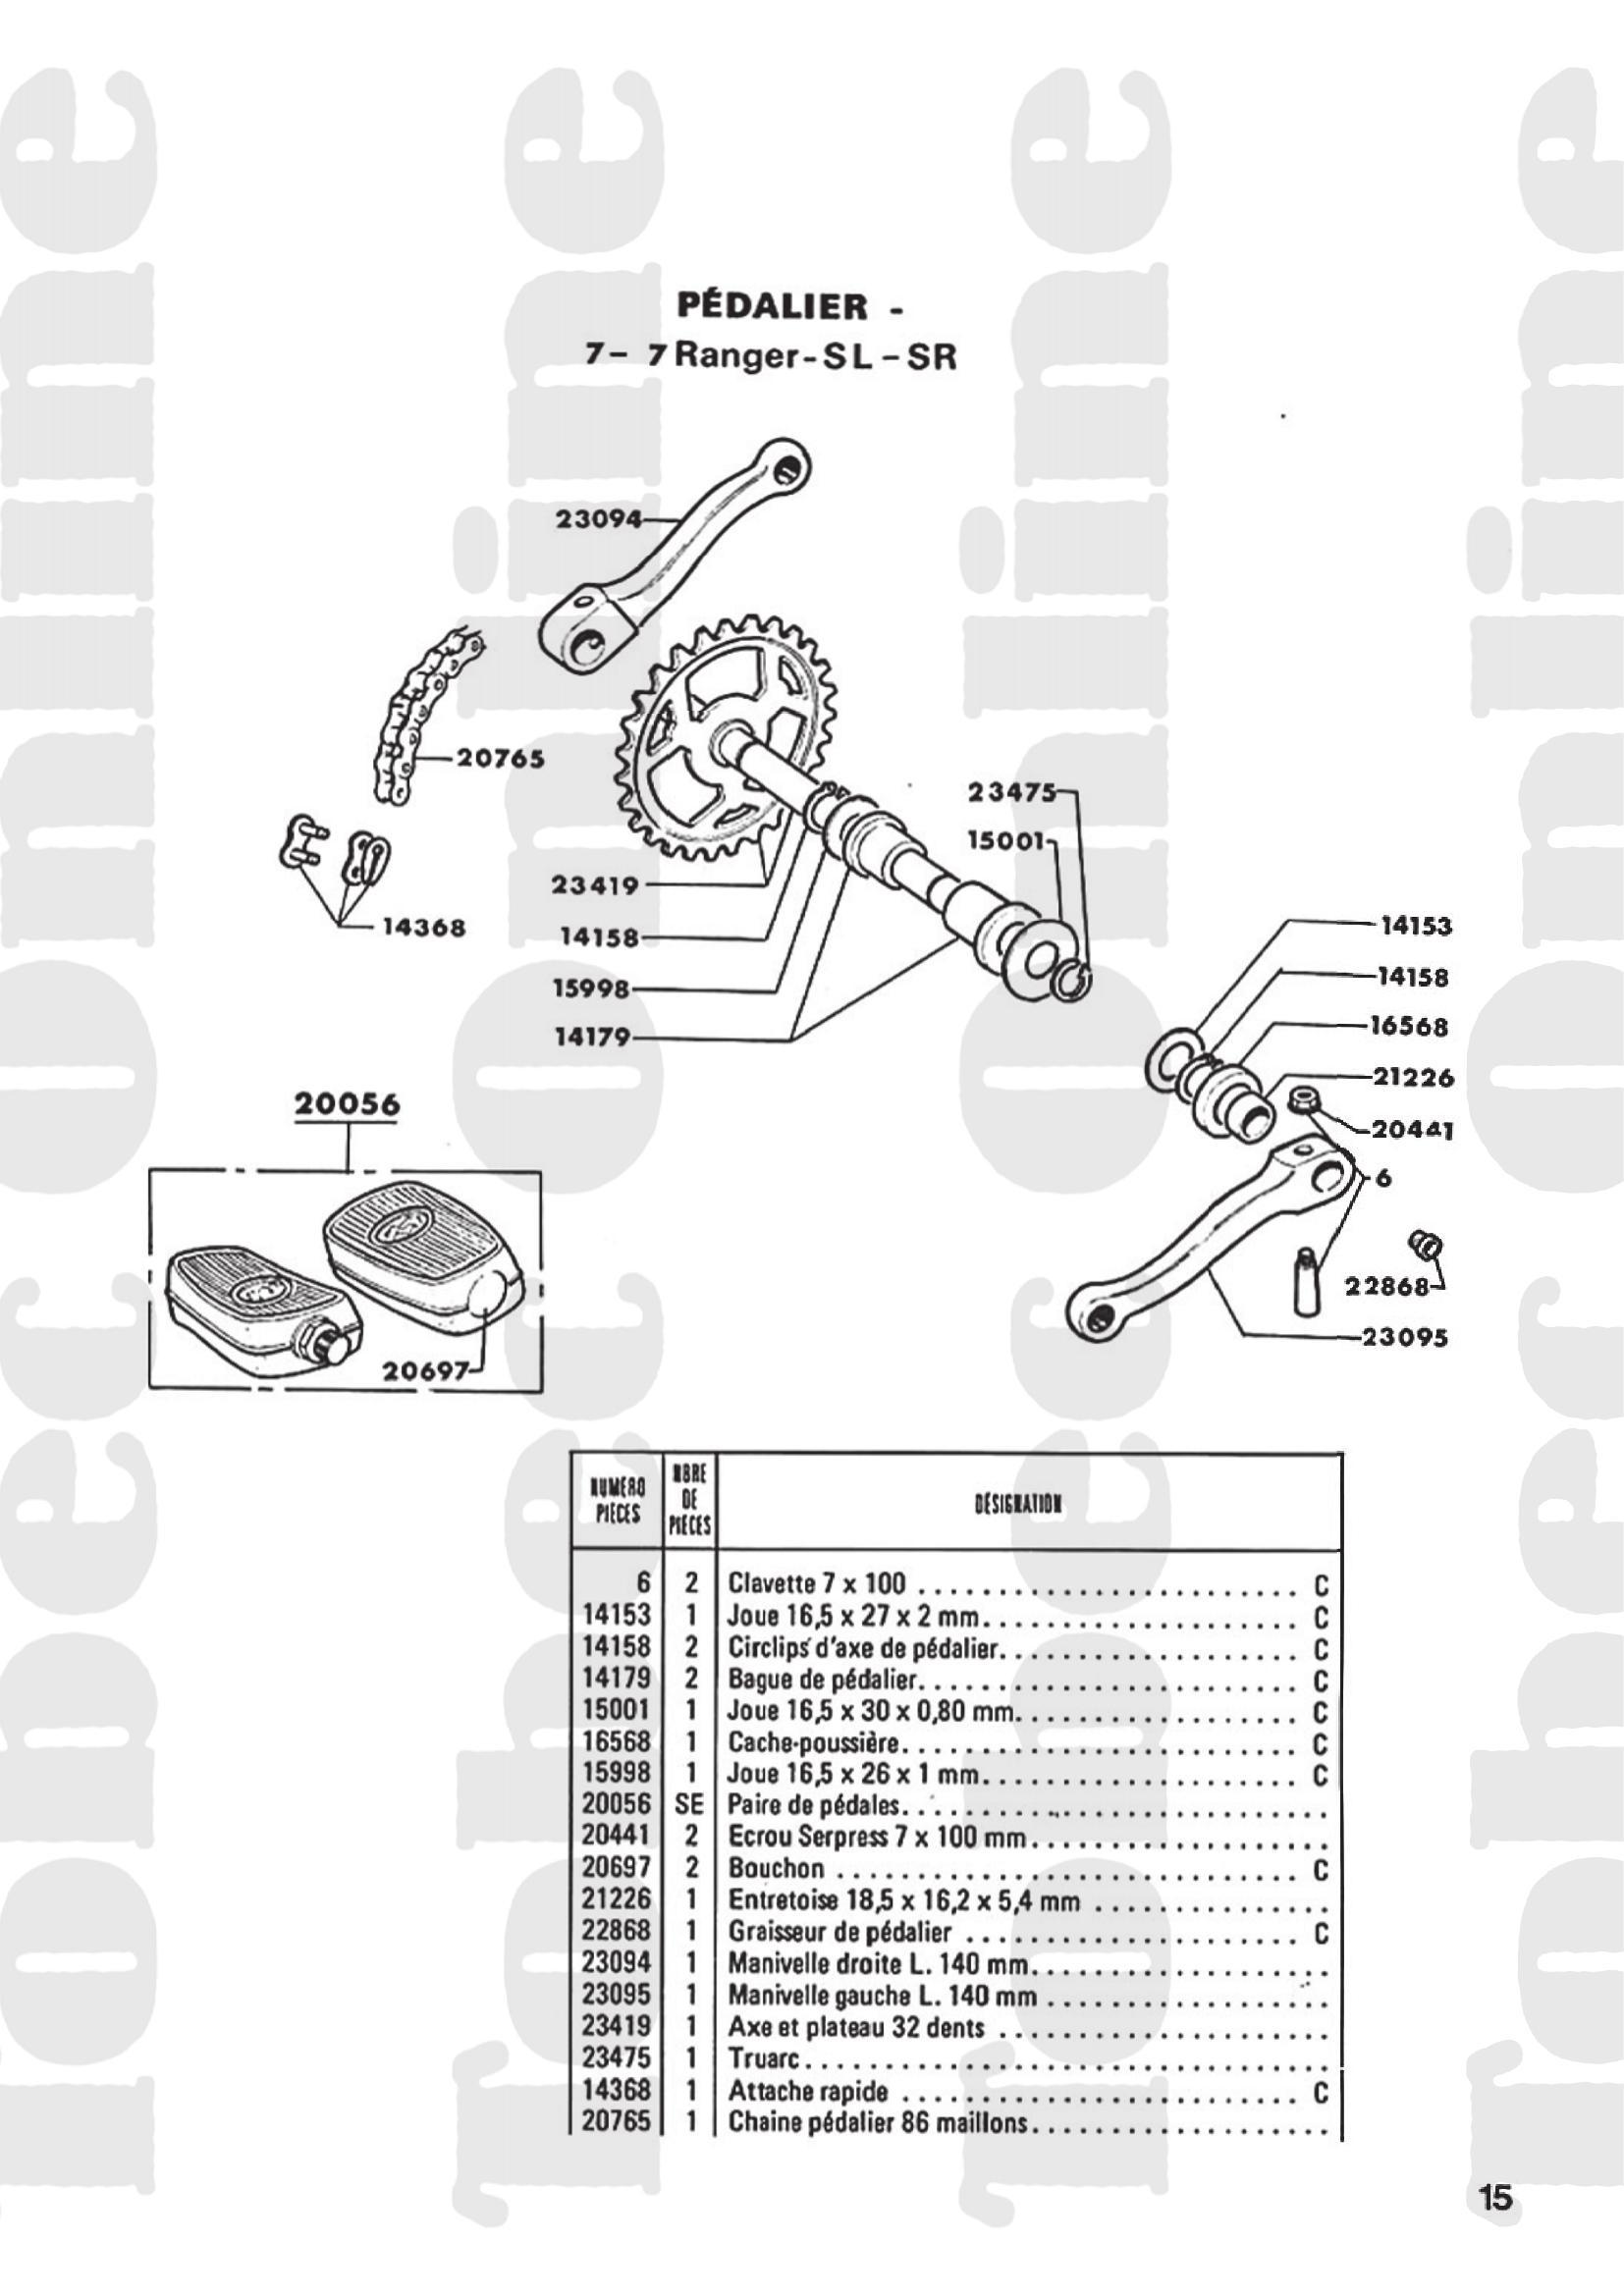 PÉDALIER -
7- 7 Ranger-SL-SR
23094
20765
23475
15001
23419
14368
14158
14153
14158
15998
16568
14179
21226
20056
20441
6
22868
23095
20697
NUMÉRO PIÈCES
NBRE DE PIÈCES
DÉSIGNATION
6 2 Clavette 7 x 100 ........................ C
14153 1 Joue 16,5 x 27 x 2 mm.................... C
14158 2 Circlips d'axe de pédalier................... C
14179 2 Bague de pédalier........................ C
15001 1 Joue 16,5 x 30 x 0,80 mm.................. C
16568 1 Cache-poussière......................... C
15998 1 Joue 16,5 x 26 x 1 mm.................... C
20056 SE Paire de pédales...........................
20441 2 Ecrou Serpress 7 x 100 mm...................
20697 2 Bouchon ............................. C
21226 1 Entretoise 18,5 x 16,2 x 5,4 mm ...............
22868 1 Graisseur de pédalier ..................... C
23094 1 Manivelle droite L. 140 mm...................
23095 1 Manivelle gauche L. 140 mm ..................
23419 1 Axe et plateau 32 dents .....................
23475 1 Truarc.................................
14368 1 Attache rapide ......................... C
20765 1 Chaine pédalier 86 maillons...................
15